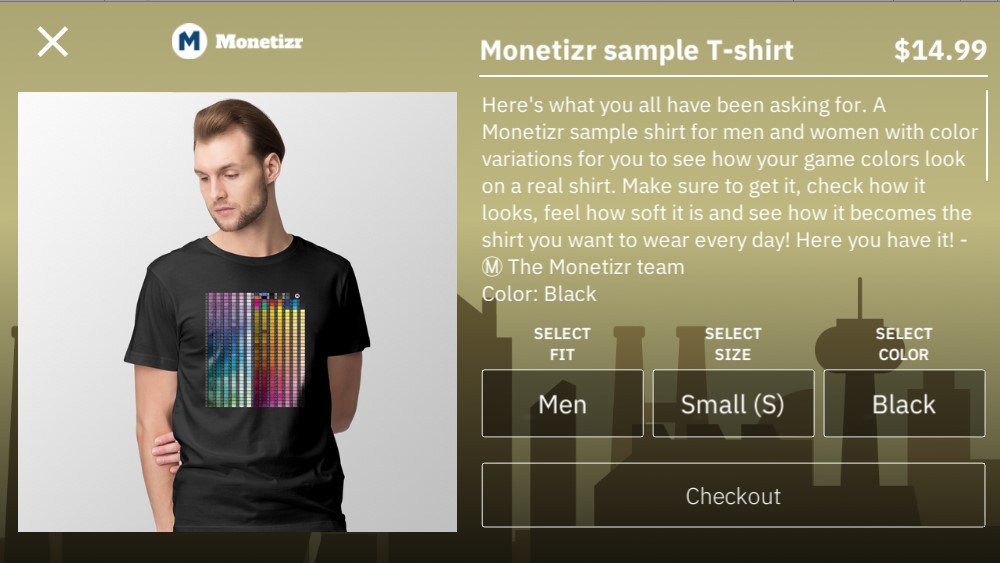 Monetizr
Monetizr sample T-shirt
$14.99
Here's what you all have been asking for. A
Monetizr sample shirt for men and women with color
variations for you to see how your game colors look
on a real shirt. Make sure to get it, check how it
looks, feel how soft it is and see how it becomes the
shirt you want to wear every day! Here you have it! -
Ⓜ The Monetizr team
Color: Black
SELECT
FIT
SELECT
SIZE
SELECT
COLOR
Men
Small (S)
Black
Checkout